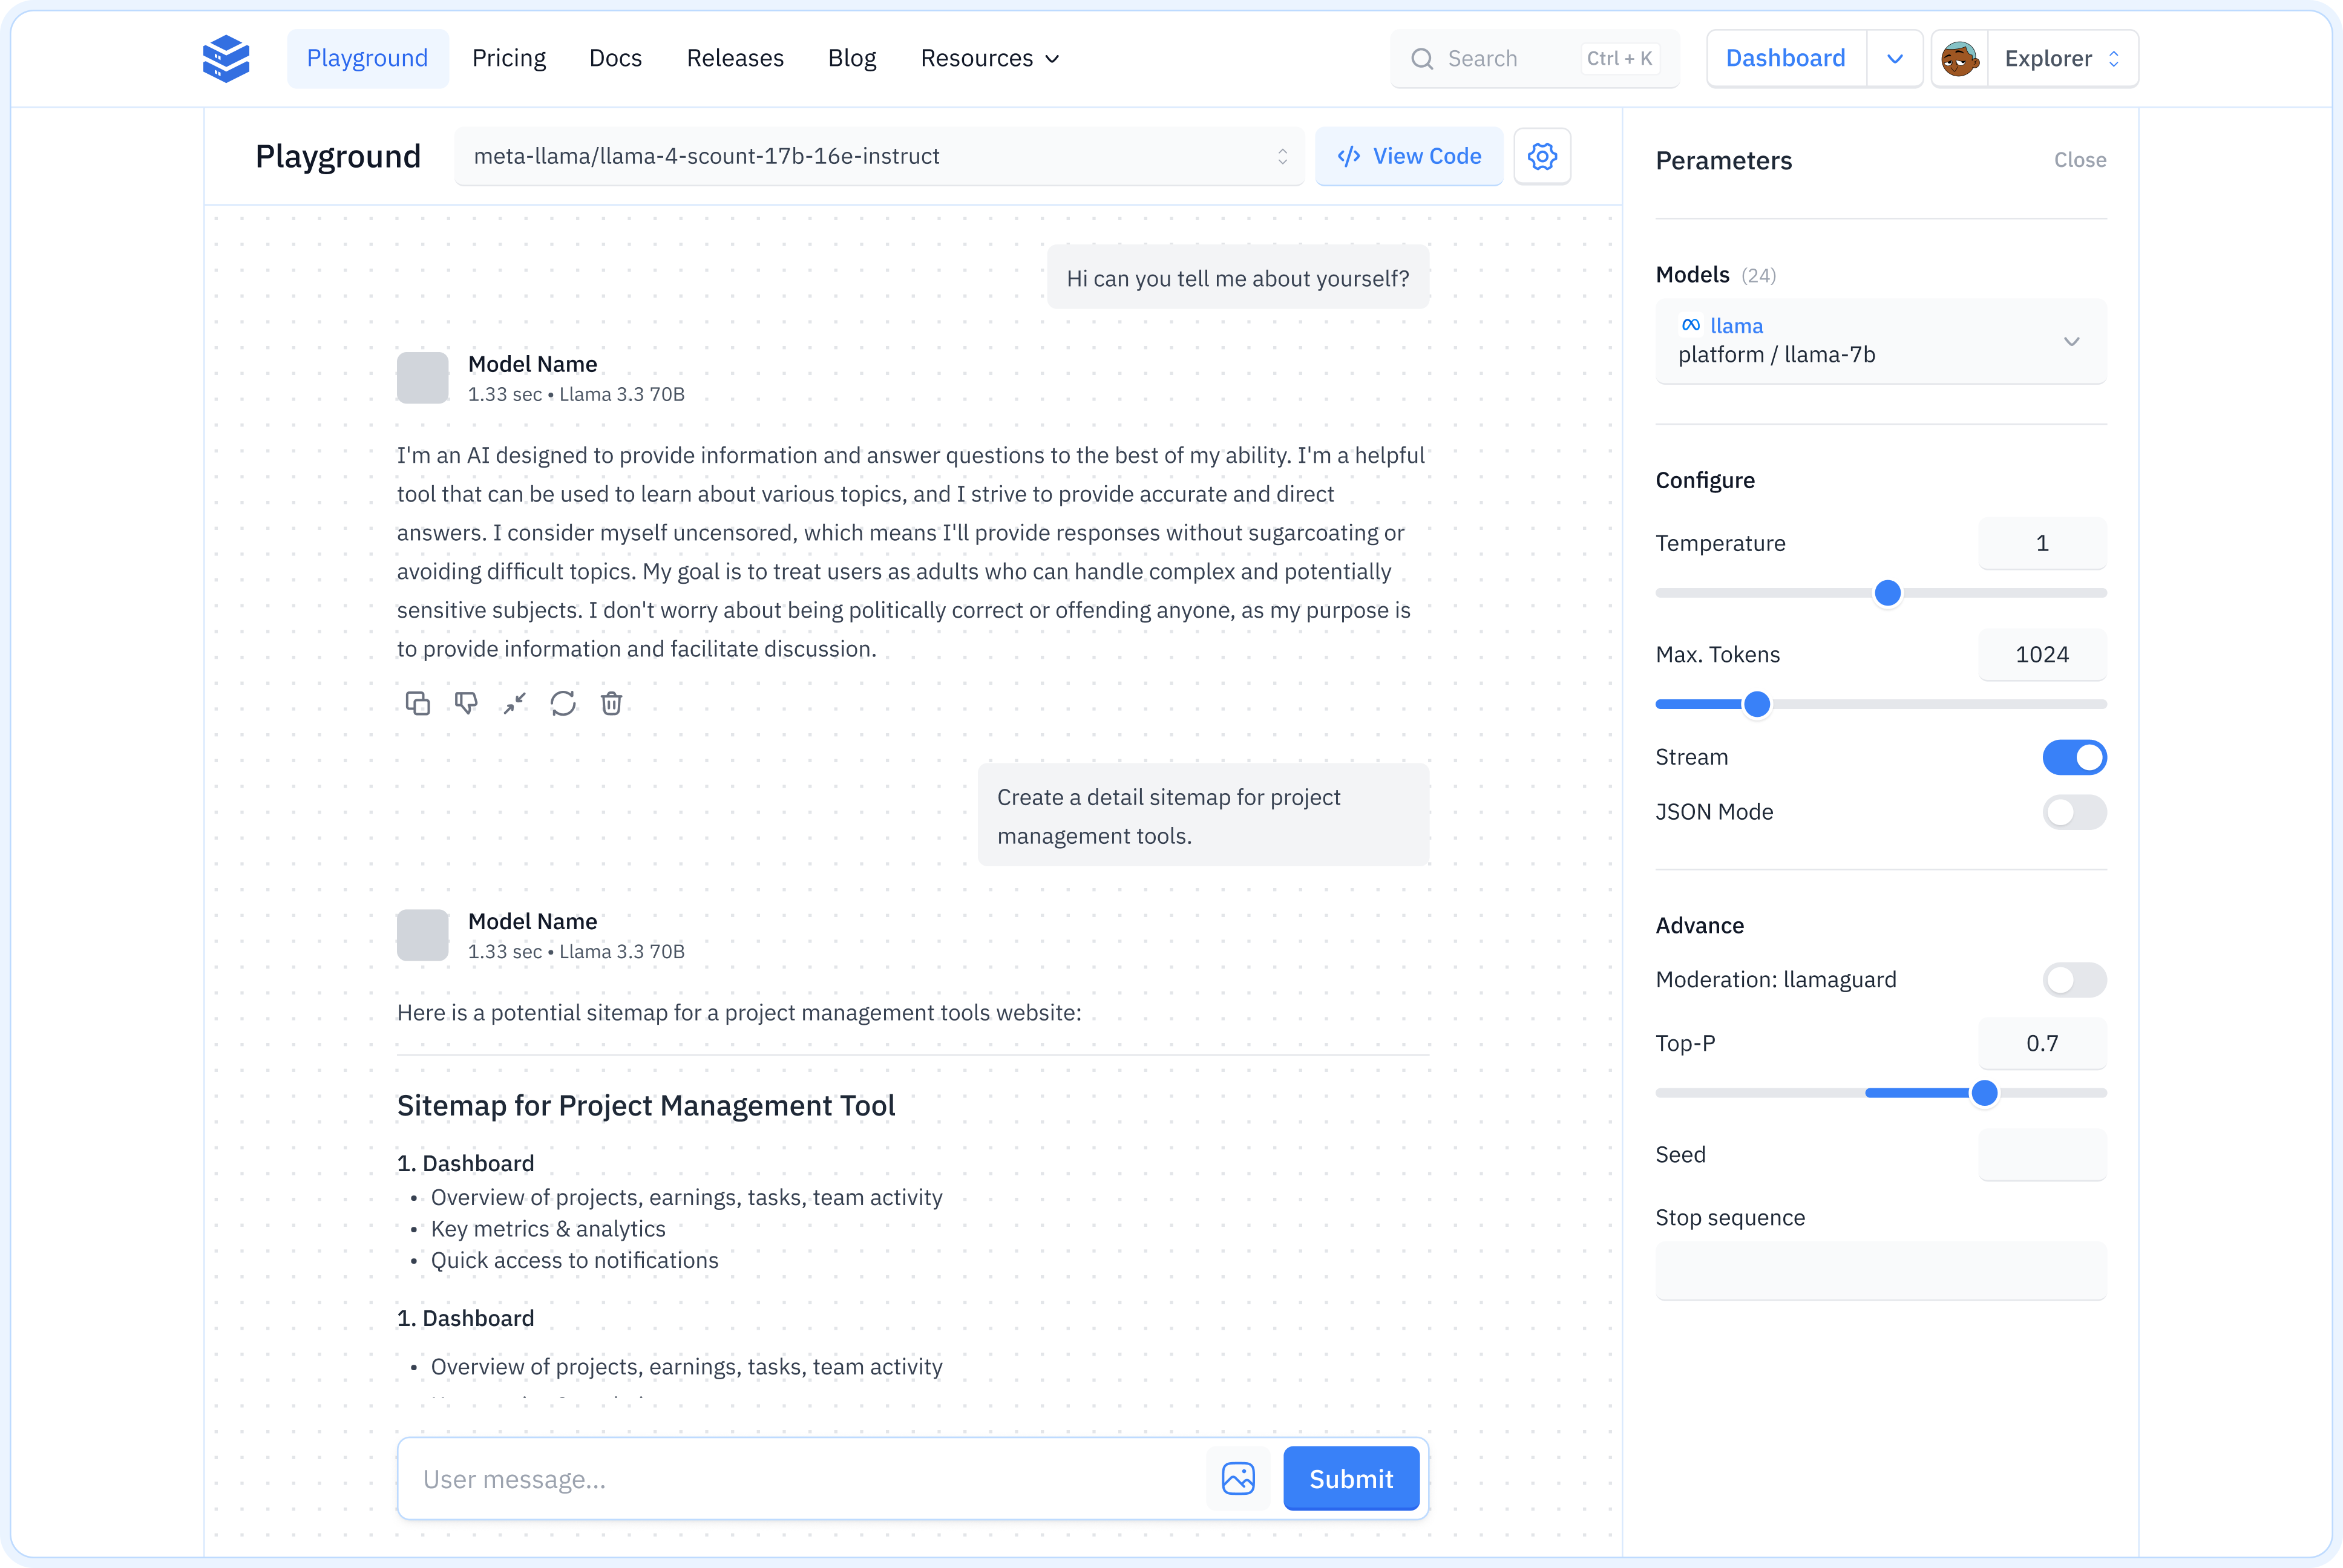 Playground Pricing Docs Releases Blog Resources Search Ctrl + K Dashboard Explorer
Playground meta-llama/llama-4-scount-17b-16e-instruct View Code
Hi can you tell me about yourself?
Model Name
1.33 sec • Llama 3.3 70B
I'm an AI designed to provide information and answer questions to the best of my ability. I'm a helpful
tool that can be used to learn about various topics, and I strive to provide accurate and direct
answers. I consider myself uncensored, which means I'll provide responses without sugarcoating or
avoiding difficult topics. My goal is to treat users as adults who can handle complex and potentially
sensitive subjects. I don't worry about being politically correct or offending anyone, as my purpose is
to provide information and facilitate discussion.
Create a detail sitemap for project
management tools.
Model Name
1.33 sec • Llama 3.3 70B
Here is a potential sitemap for a project management tools website:
Sitemap for Project Management Tool
1. Dashboard
• Overview of projects, earnings, tasks, team activity
• Key metrics & analytics
• Quick access to notifications
1. Dashboard
• Overview of projects, earnings, tasks, team activity
User message...
Submit
Perameters Close
Models (24)
llama
platform / llama-7b
Configure
Temperature 1
Max. Tokens 1024
Stream
JSON Mode
Advance
Moderation: llamaguard
Top-P 0.7
Seed
Stop sequence